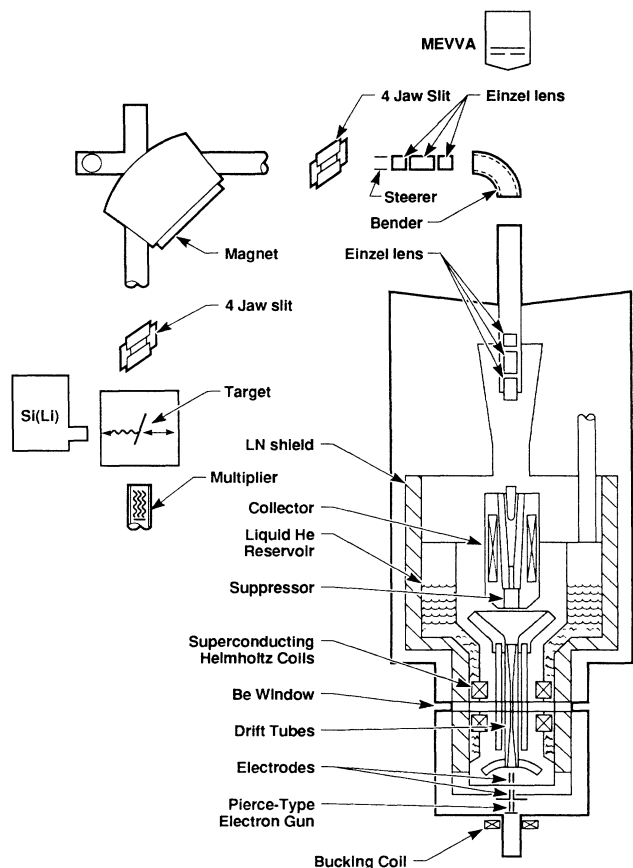 MEVVA
4 Jaw Slit
Einzel lens
Steerer
Bender
Magnet
Einzel lens
4 Jaw slit
Si(Li)
Target
LN shield
Multiplier
Collector
Liquid He
Reservoir
Suppressor
Superconducting
Helmholtz Coils
Be Window
Drift Tubes
Electrodes
Pierce-Type
Electron Gun
Bucking Coil